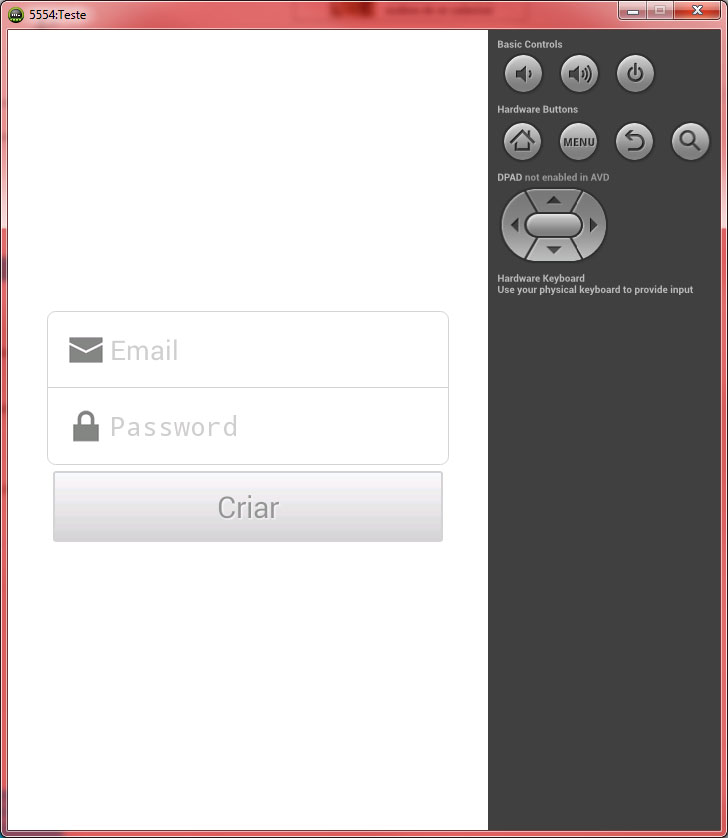 5554:Teste
Basic Controls
Hardware Buttons
MENU
DPAD not enabled in AVD
Hardware Keyboard
Use your physical keyboard to provide input
Email
Password
Criar